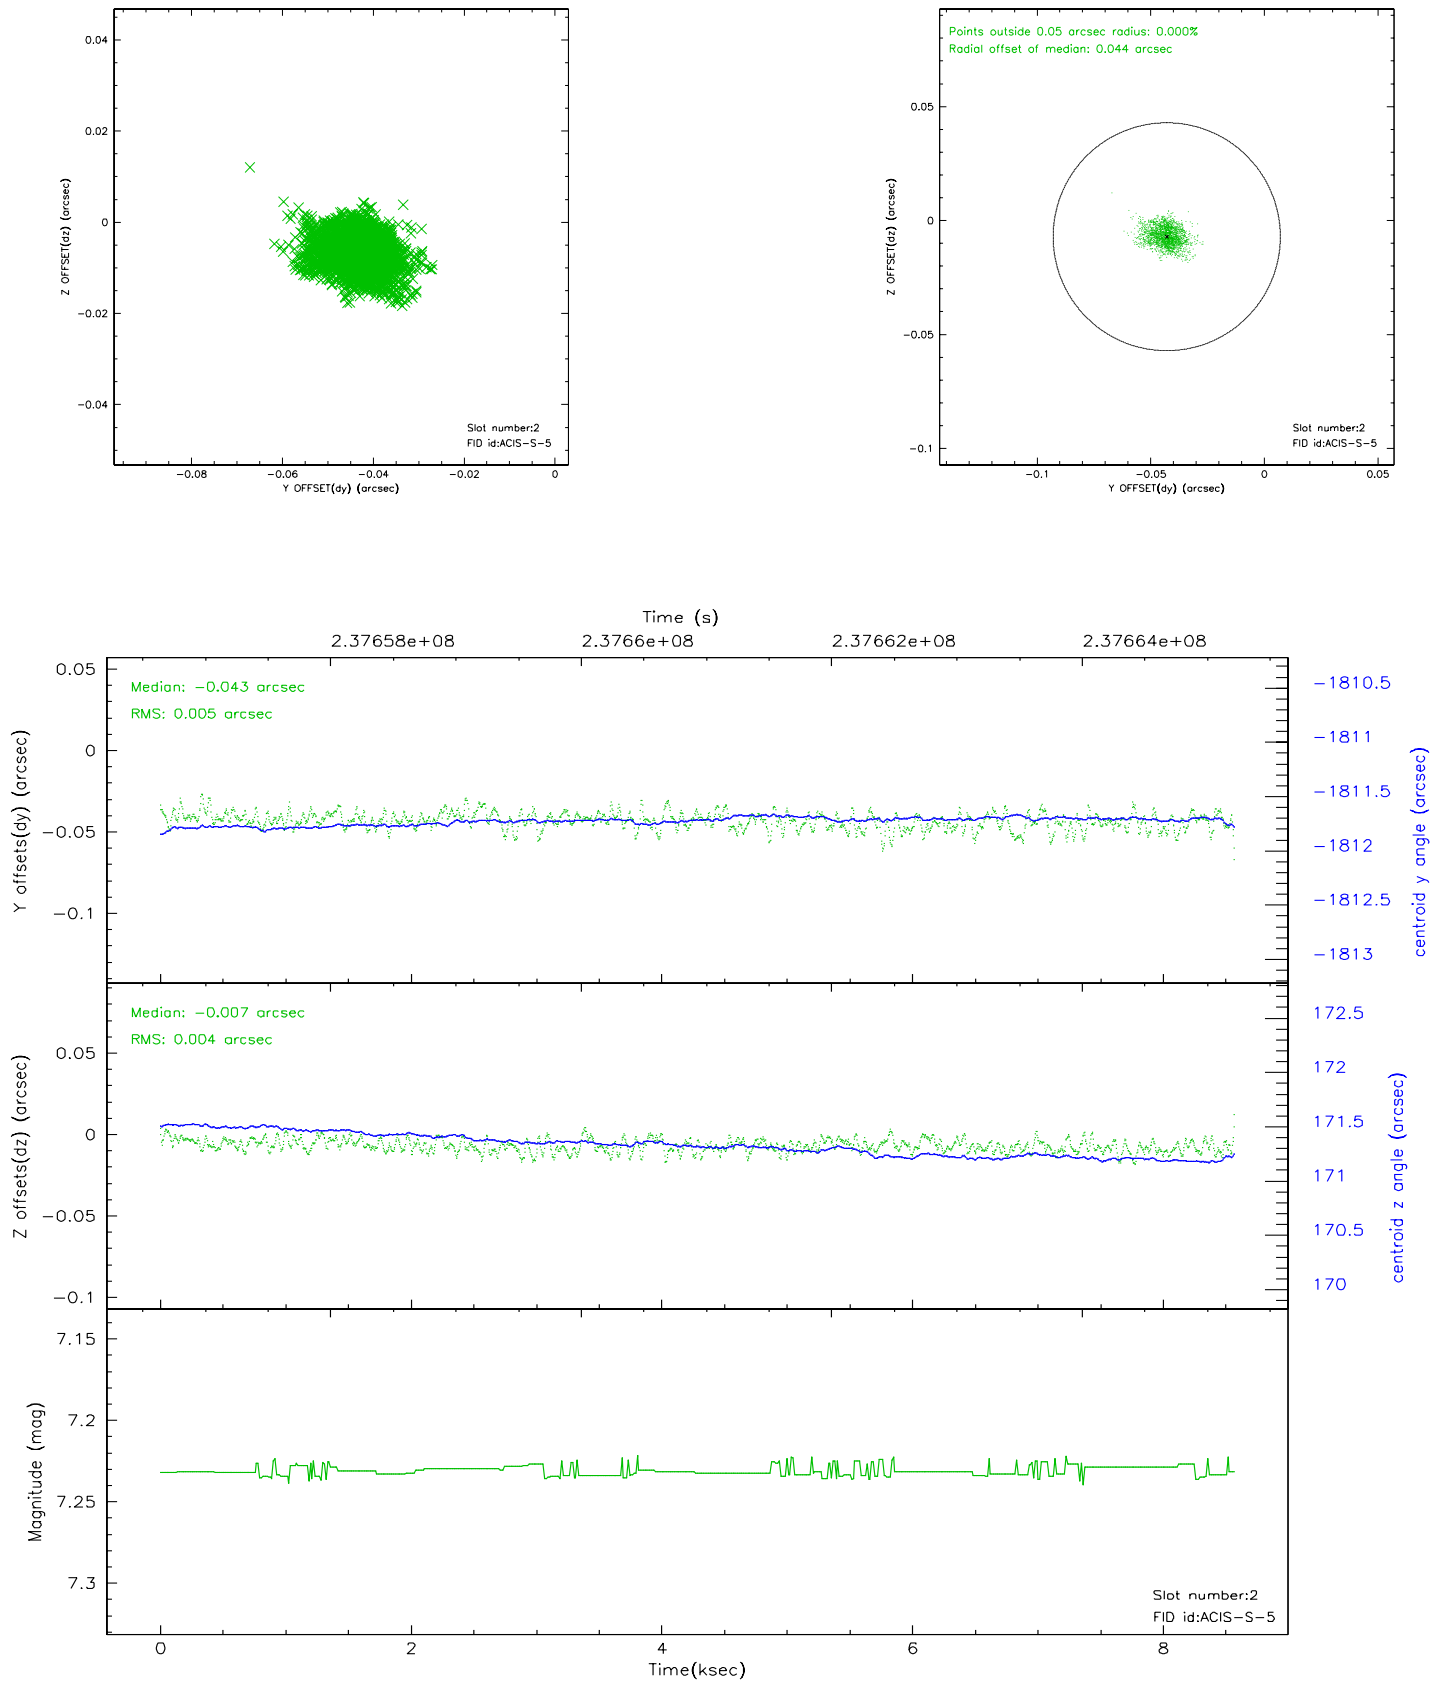 0.04
0.02
0
-0.02
-0.04
Z OFFSET(dz) (arcsec)
Slot number:2
FID id:ACIS-S-5
-0.08 -0.06 -0.04 -0.02 0
Y OFFSET(dy) (arcsec)
Points outside 0.05 arcsec radius: 0.000%
Radial offset of median: 0.044 arcsec
0.05
0
-0.05
-0.1
Z OFFSET(dz) (arcsec)
Slot number:2
FID id:ACIS-S-5
-0.1 -0.05 0 0.05
Y OFFSET(dy) (arcsec)
Time (s)
2.37658e+08 2.3766e+08 2.37662e+08 2.37664e+08
Median: -0.043 arcsec
RMS: 0.005 arcsec
0.05
0
-0.05
-0.1
Y offsets(dy) (arcsec)
-1810.5
-1811
-1811.5
-1812
-1812.5
-1813
centroid y angle (arcsec)
Median: -0.007 arcsec
RMS: 0.004 arcsec
0.05
0
-0.05
-0.1
Z offsets(dz) (arcsec)
172.5
172
171.5
171
170.5
170
centroid z angle (arcsec)
7.15
7.2
7.25
7.3
Magnitude (mag)
Slot number:2
FID id:ACIS-S-5
0 2 4 6 8
Time(ksec)